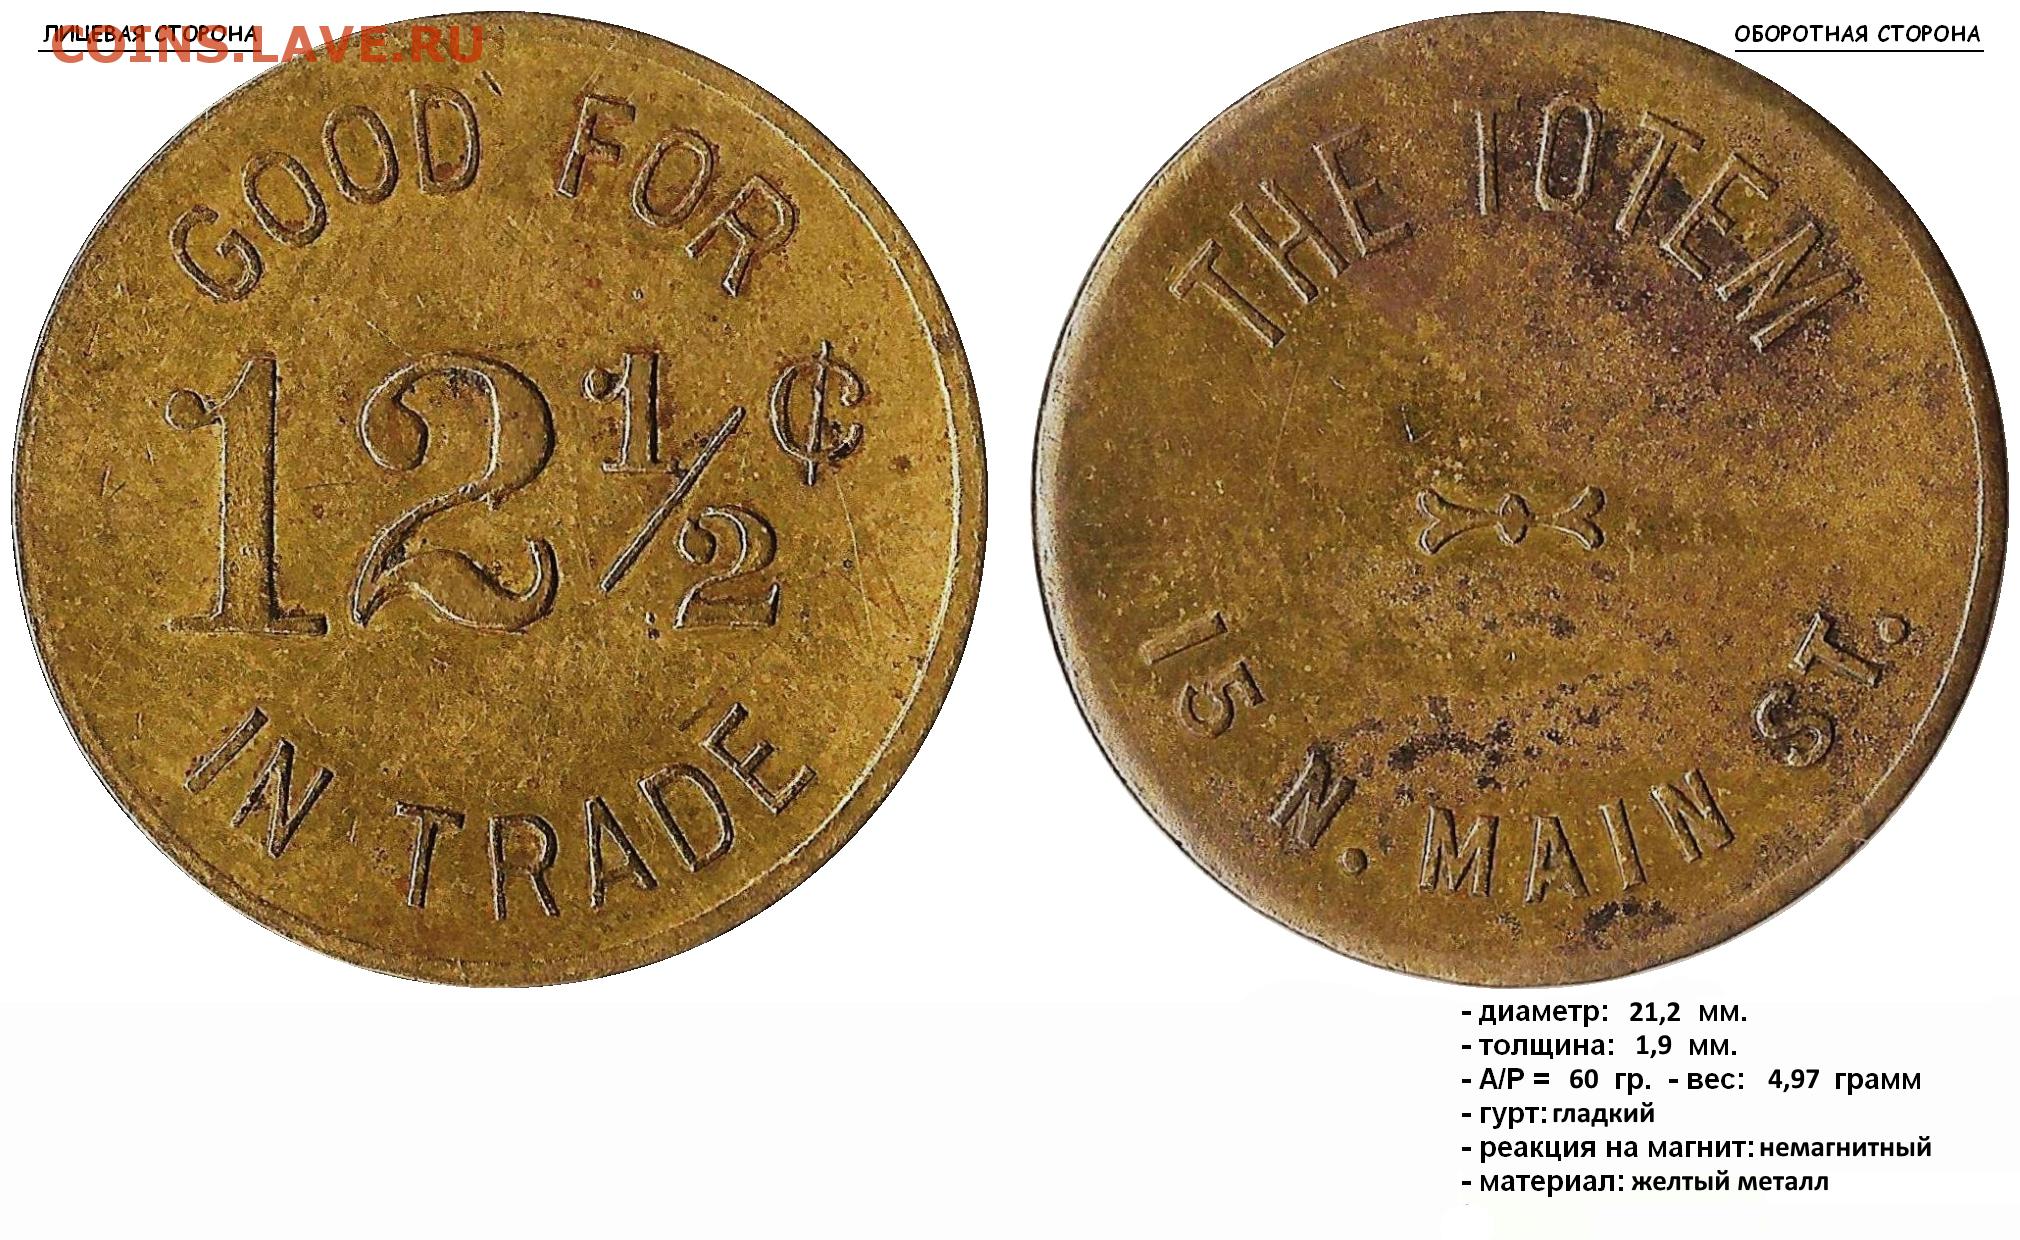 ЛИЦЕВАЯ СТОРОНА
COINS.LAVE.RU
ОБОРОТНАЯ СТОРОНА
GOOD FOR
12 1/2 ¢
IN TRADE
THE TOTEM
15 N. MAIN ST.
- диаметр: 21,2 мм.
- толщина: 1,9 мм.
- А/Р = 60 гр. - вес: 4,97 грамм
- гурт: гладкий
- реакция на магнит: немагнитный
- материал: желтый металл